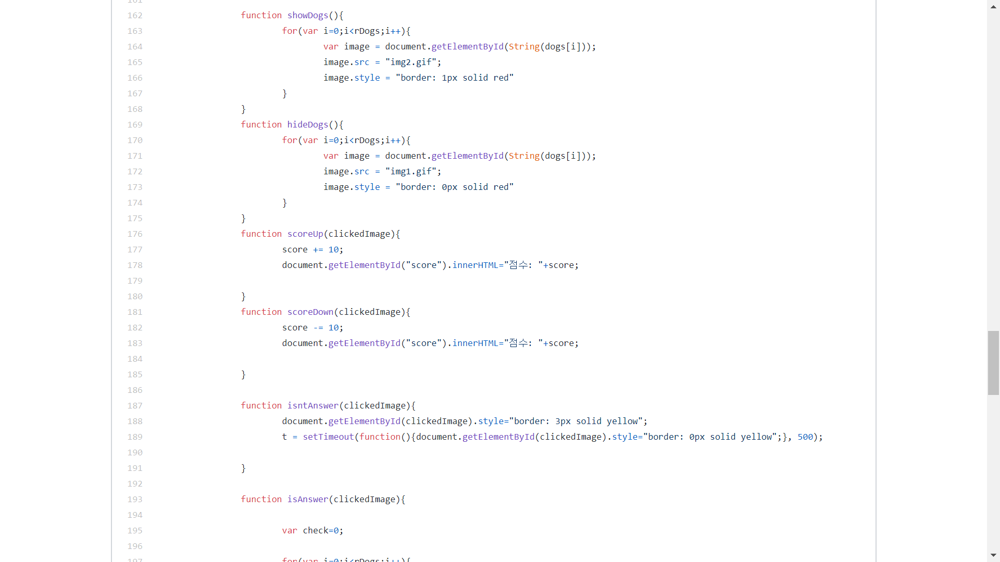 161
162 function showDogs(){
163 for(var i=0;i<rDogs;i++){
164 var image = document.getElementById(String(dogs[i]));
165 image.src = "img2.gif";
166 image.style = "border: 1px solid red"
167 }
168 }
169 function hideDogs(){
170 for(var i=0;i<rDogs;i++){
171 var image = document.getElementById(String(dogs[i]));
172 image.src = "img1.gif";
173 image.style = "border: 0px solid red"
174 }
175 }
176 function scoreUp(clickedImage){
177 score += 10;
178 document.getElementById("score").innerHTML="점수: "+score;
179
180 }
181 function scoreDown(clickedImage){
182 score -= 10;
183 document.getElementById("score").innerHTML="점수: "+score;
184
185 }
186
187 function isntAnswer(clickedImage){
188 document.getElementById(clickedImage).style="border: 3px solid yellow";
189 t = setTimeout(function(){document.getElementById(clickedImage).style="border: 0px solid yellow";}, 500);
190
191 }
192
193 function isAnswer(clickedImage){
194
195 var check=0;
196
197 for(var i=0;i<rDogs;i++){